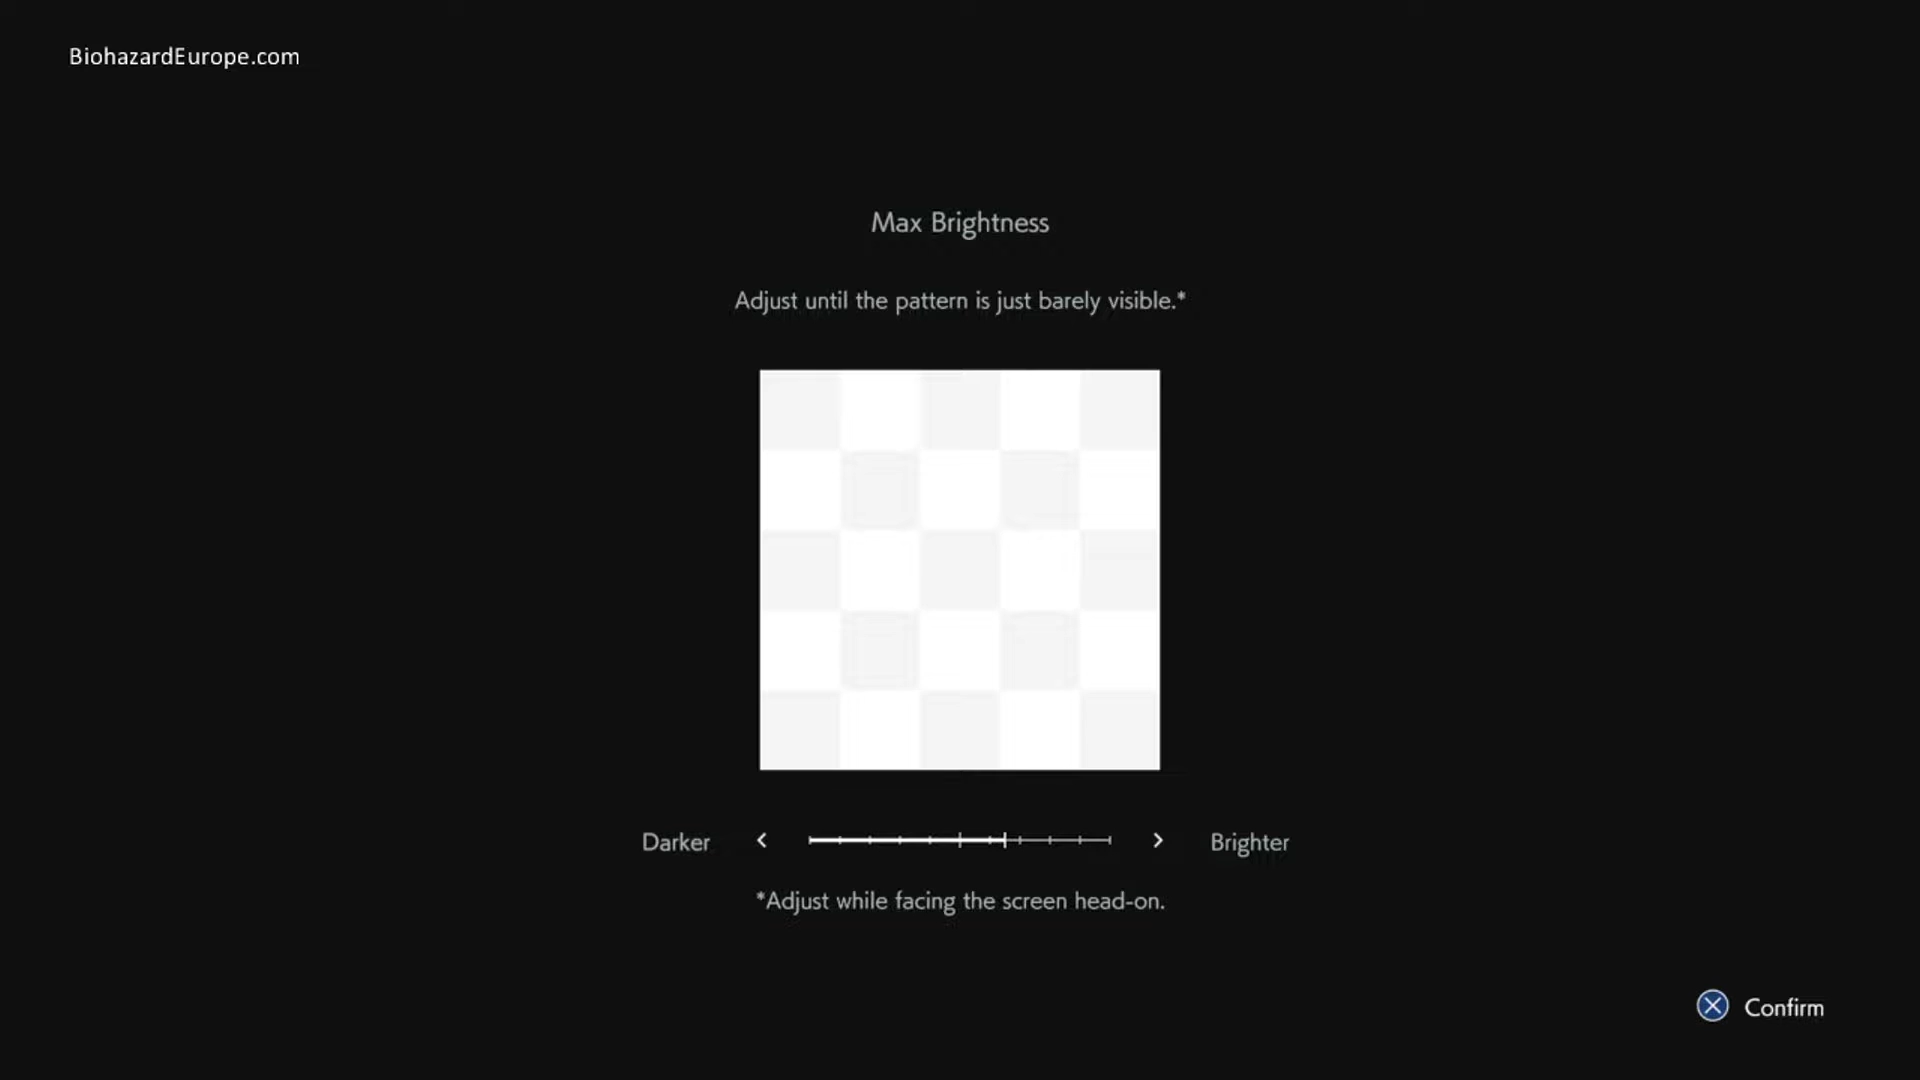 BiohazardEurope.com
Max Brightness
Adjust until the pattern is just barely visible.*
Darker Brighter
*Adjust while facing the screen head-on.
Confirm